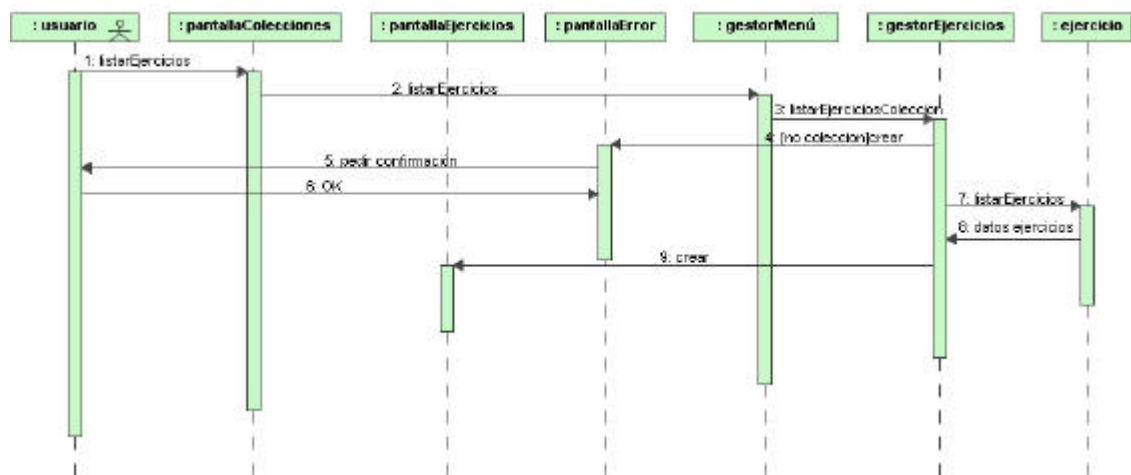 : usuario
: pantallaColecciones
: pantallaEjercicios
: pantallaError
: gestorMenú
: gestorEjercicios
: ejercicio
1: listarEjercicios
2: listarEjercicios
3: listarEjerciciosColeccion
4: [no coleccion]crear
5: pedir confirmación
6: OK
7: listarEjercicios
8: datos ejercicios
9: crear